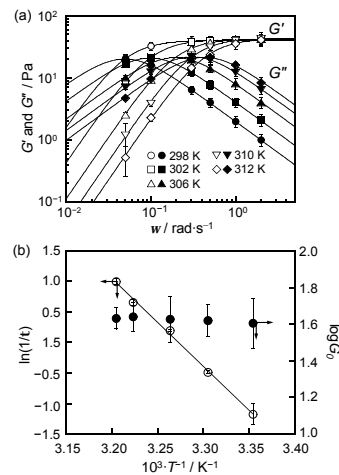 (a)
G' and G'' / Pa
10²
10¹
10⁰
10⁻¹
G'
G''
298 K
302 K
306 K
310 K
312 K
10⁻² 10⁻¹ 10⁰
w / rad·s⁻¹
(b)
ln(1/t)
1.5
1.0
1.5
0.0
0.5
−1.0
−1.5
2.0
1.8
1.6
1.4
1.2
1.0
log G₀
3.15 3.20 3.25 3.30 3.35 3.40
10³·T⁻¹ / K⁻¹